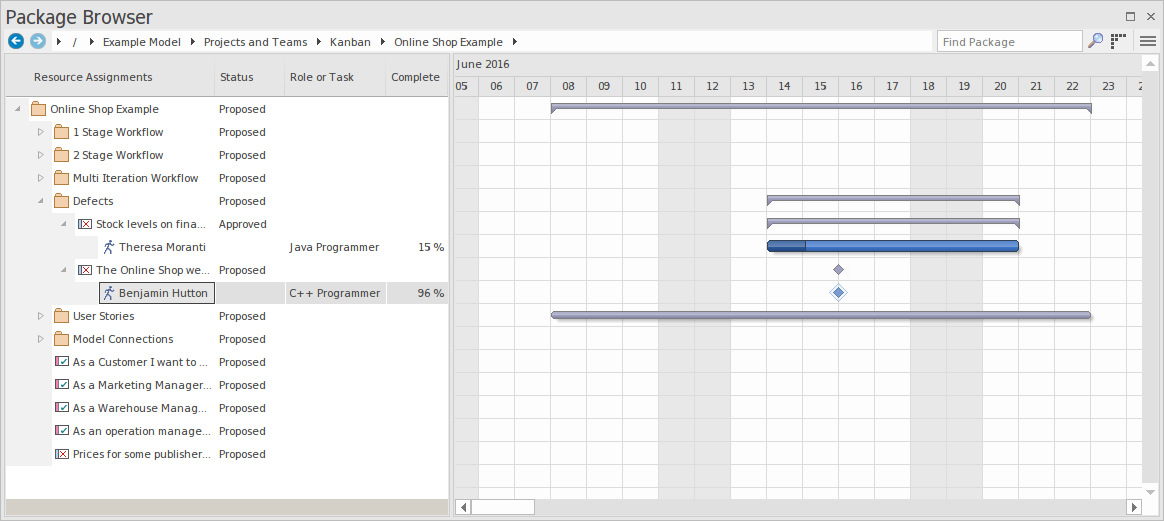 Package Browser
/ Example Model Projects and Teams Kanban Online Shop Example Find Package
June 2016
Resource Assignments Status Role or Task Complete
05 06 07 08 09 10 11 12 13 14 15 16 17 18 19 20 21 22 23
Online Shop Example Proposed
1 Stage Workflow Proposed
2 Stage Workflow Proposed
Multi Iteration Workflow Proposed
Defects Proposed
Stock levels on fina... Approved
Theresa Moranti Java Programmer 15 %
The Online Shop we... Proposed
Benjamin Hutton C++ Programmer 96 %
User Stories Proposed
Model Connections Proposed
As a Customer I want to ... Proposed
As a Marketing Manager... Proposed
As a Warehouse Manag... Proposed
As an operation manage... Proposed
Prices for some publisher... Proposed